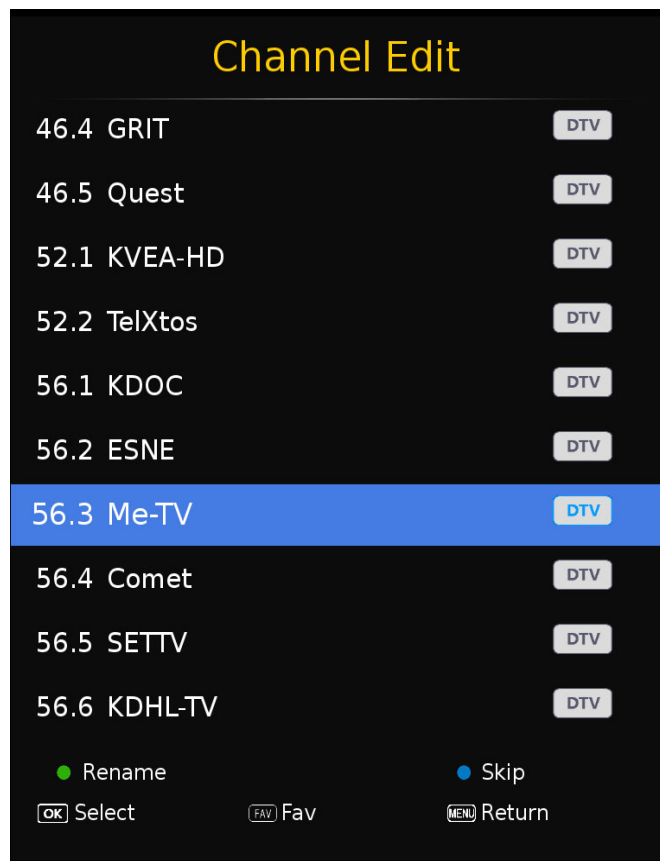 Channel Edit
46.4 GRIT DTV
46.5 Quest DTV
52.1 KVEA-HD DTV
52.2 TelXtos DTV
56.1 KDOC DTV
56.2 ESNE DTV
56.3 Me-TV DTV
56.4 Comet DTV
56.5 SETTV DTV
56.6 KDHL-TV DTV
Rename Skip
OK Select FAV Fav MENU Return